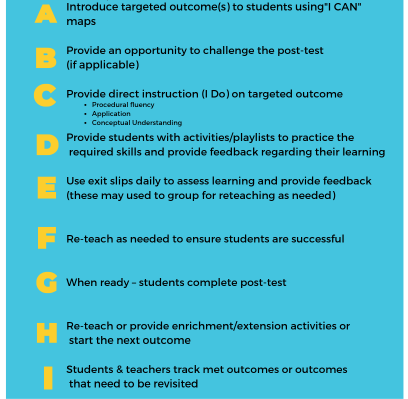 A Introduce targeted outcome(s) to students using"I CAN"
maps
B Provide an opportunity to challenge the post-test
(if applicable)
C Provide direct instruction (I Do) on targeted outcome
• Procedural fluency
• Application
• Conceptual Understanding
D Provide students with activities/playlists to practice the
required skills and provide feedback regarding their learning
E Use exit slips daily to assess learning and provide feedback
(these may used to group for reteaching as needed)
F Re-teach as needed to ensure students are successful
G When ready – students complete post-test
H Re-teach or provide enrichment/extension activities or
start the next outcome
I Students & teachers track met outcomes or outcomes
that need to be revisited